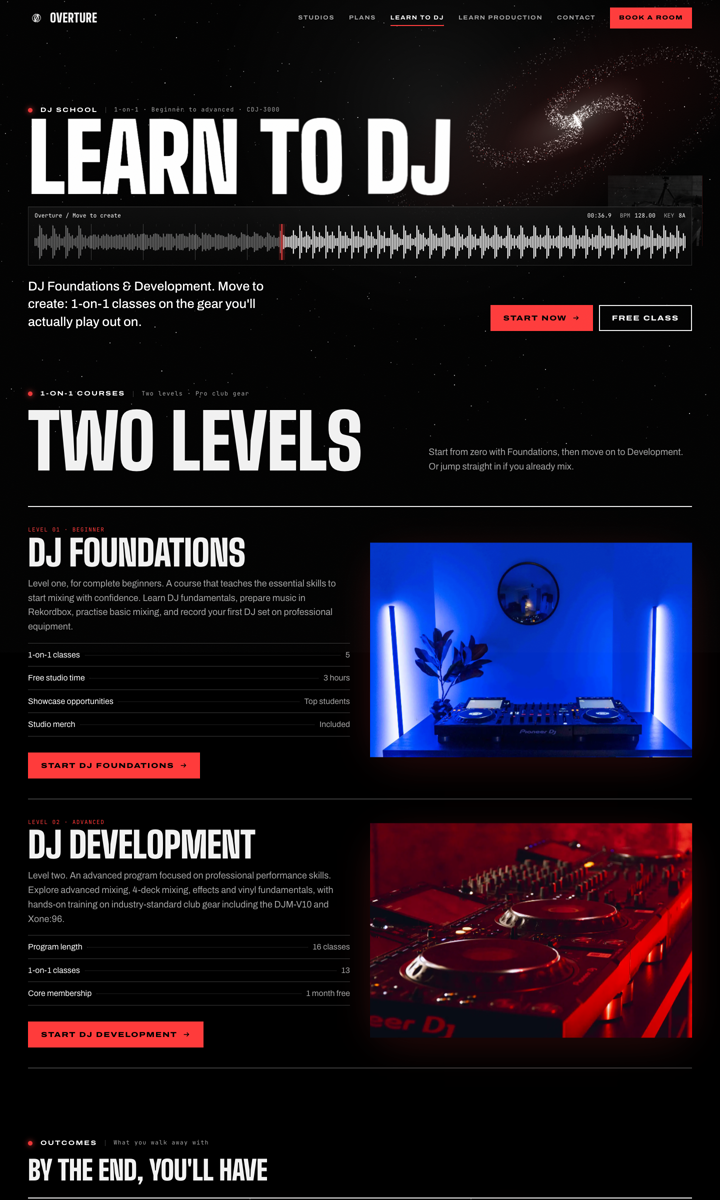 OVERTURE
STUDIOS PLANS LEARN TO DJ LEARN PRODUCTION CONTACT BOOK A ROOM
DJ SCHOOL 1-on-1 · Beginner to advanced · CDJ-3000
LEARN TO DJ
Overture / Move to create 00:36.9 BPM 128.00 KEY 8A
DJ Foundations & Development. Move to
create: 1-on-1 classes on the gear you'll
actually play out on.
START NOW → FREE CLASS
1-ON-1 COURSES Two levels · Pro club gear
TWO LEVELS
Start from zero with Foundations, then move on to Development.
Or jump straight in if you already mix.
LEVEL 01 · BEGINNER
DJ FOUNDATIONS
Level one, for complete beginners. A course that teaches the essential skills to
start mixing with confidence. Learn DJ fundamentals, prepare music in
Rekordbox, practise basic mixing, and record your first DJ set on professional
equipment.
1-on-1 classes 5
Free studio time 3 hours
Showcase opportunities Top students
Studio merch Included
START DJ FOUNDATIONS →
Pioneer Dj
LEVEL 02 · ADVANCED
DJ DEVELOPMENT
Level two. An advanced program focused on professional performance skills.
Explore advanced mixing, 4-deck mixing, effects and vinyl fundamentals, with
hands-on training on industry-standard club gear including the DJM-V10 and
Xone:96.
Program length 16 classes
1-on-1 classes 13
Core membership 1 month free
START DJ DEVELOPMENT →
eer Dj
OUTCOMES What you walk away with
BY THE END, YOU'LL HAVE